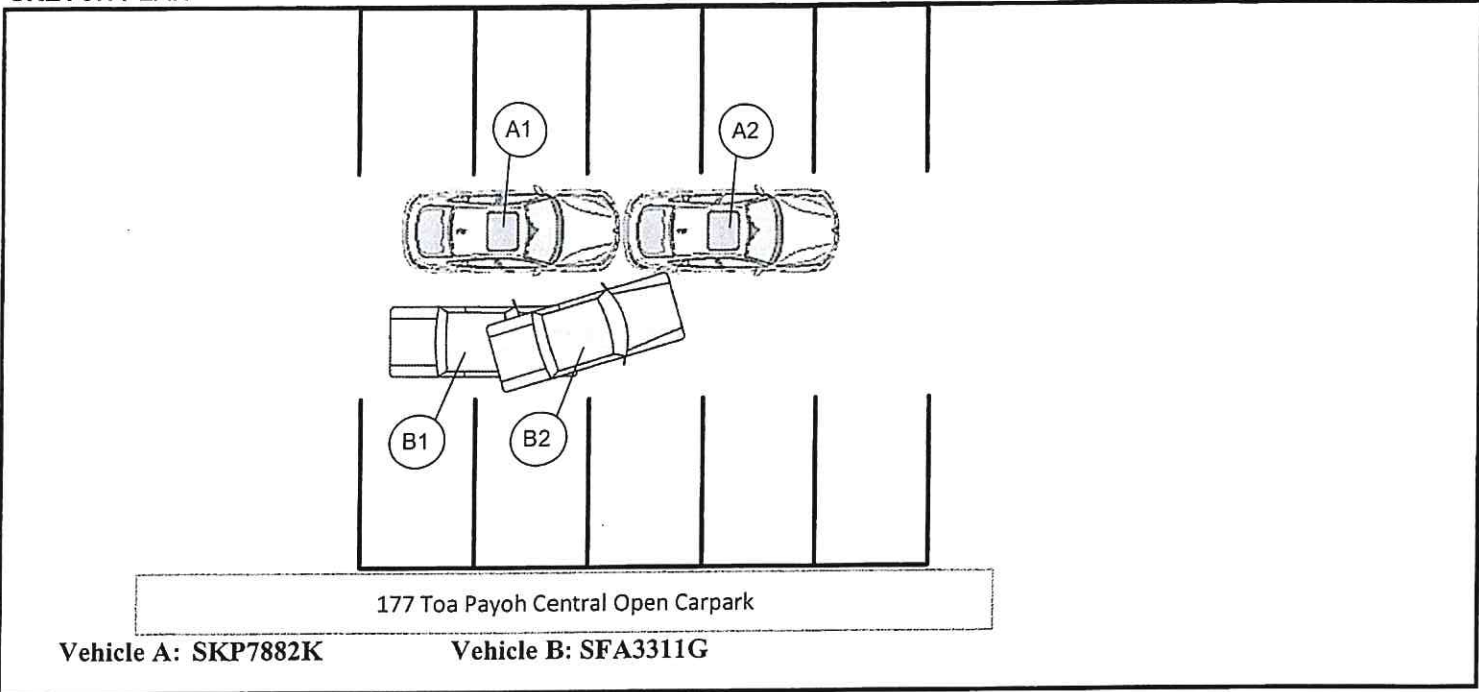 A1
A2
B1
B2
177 Toa Payoh Central Open Carpark
Vehicle A: SKP7882K Vehicle B: SFA3311G